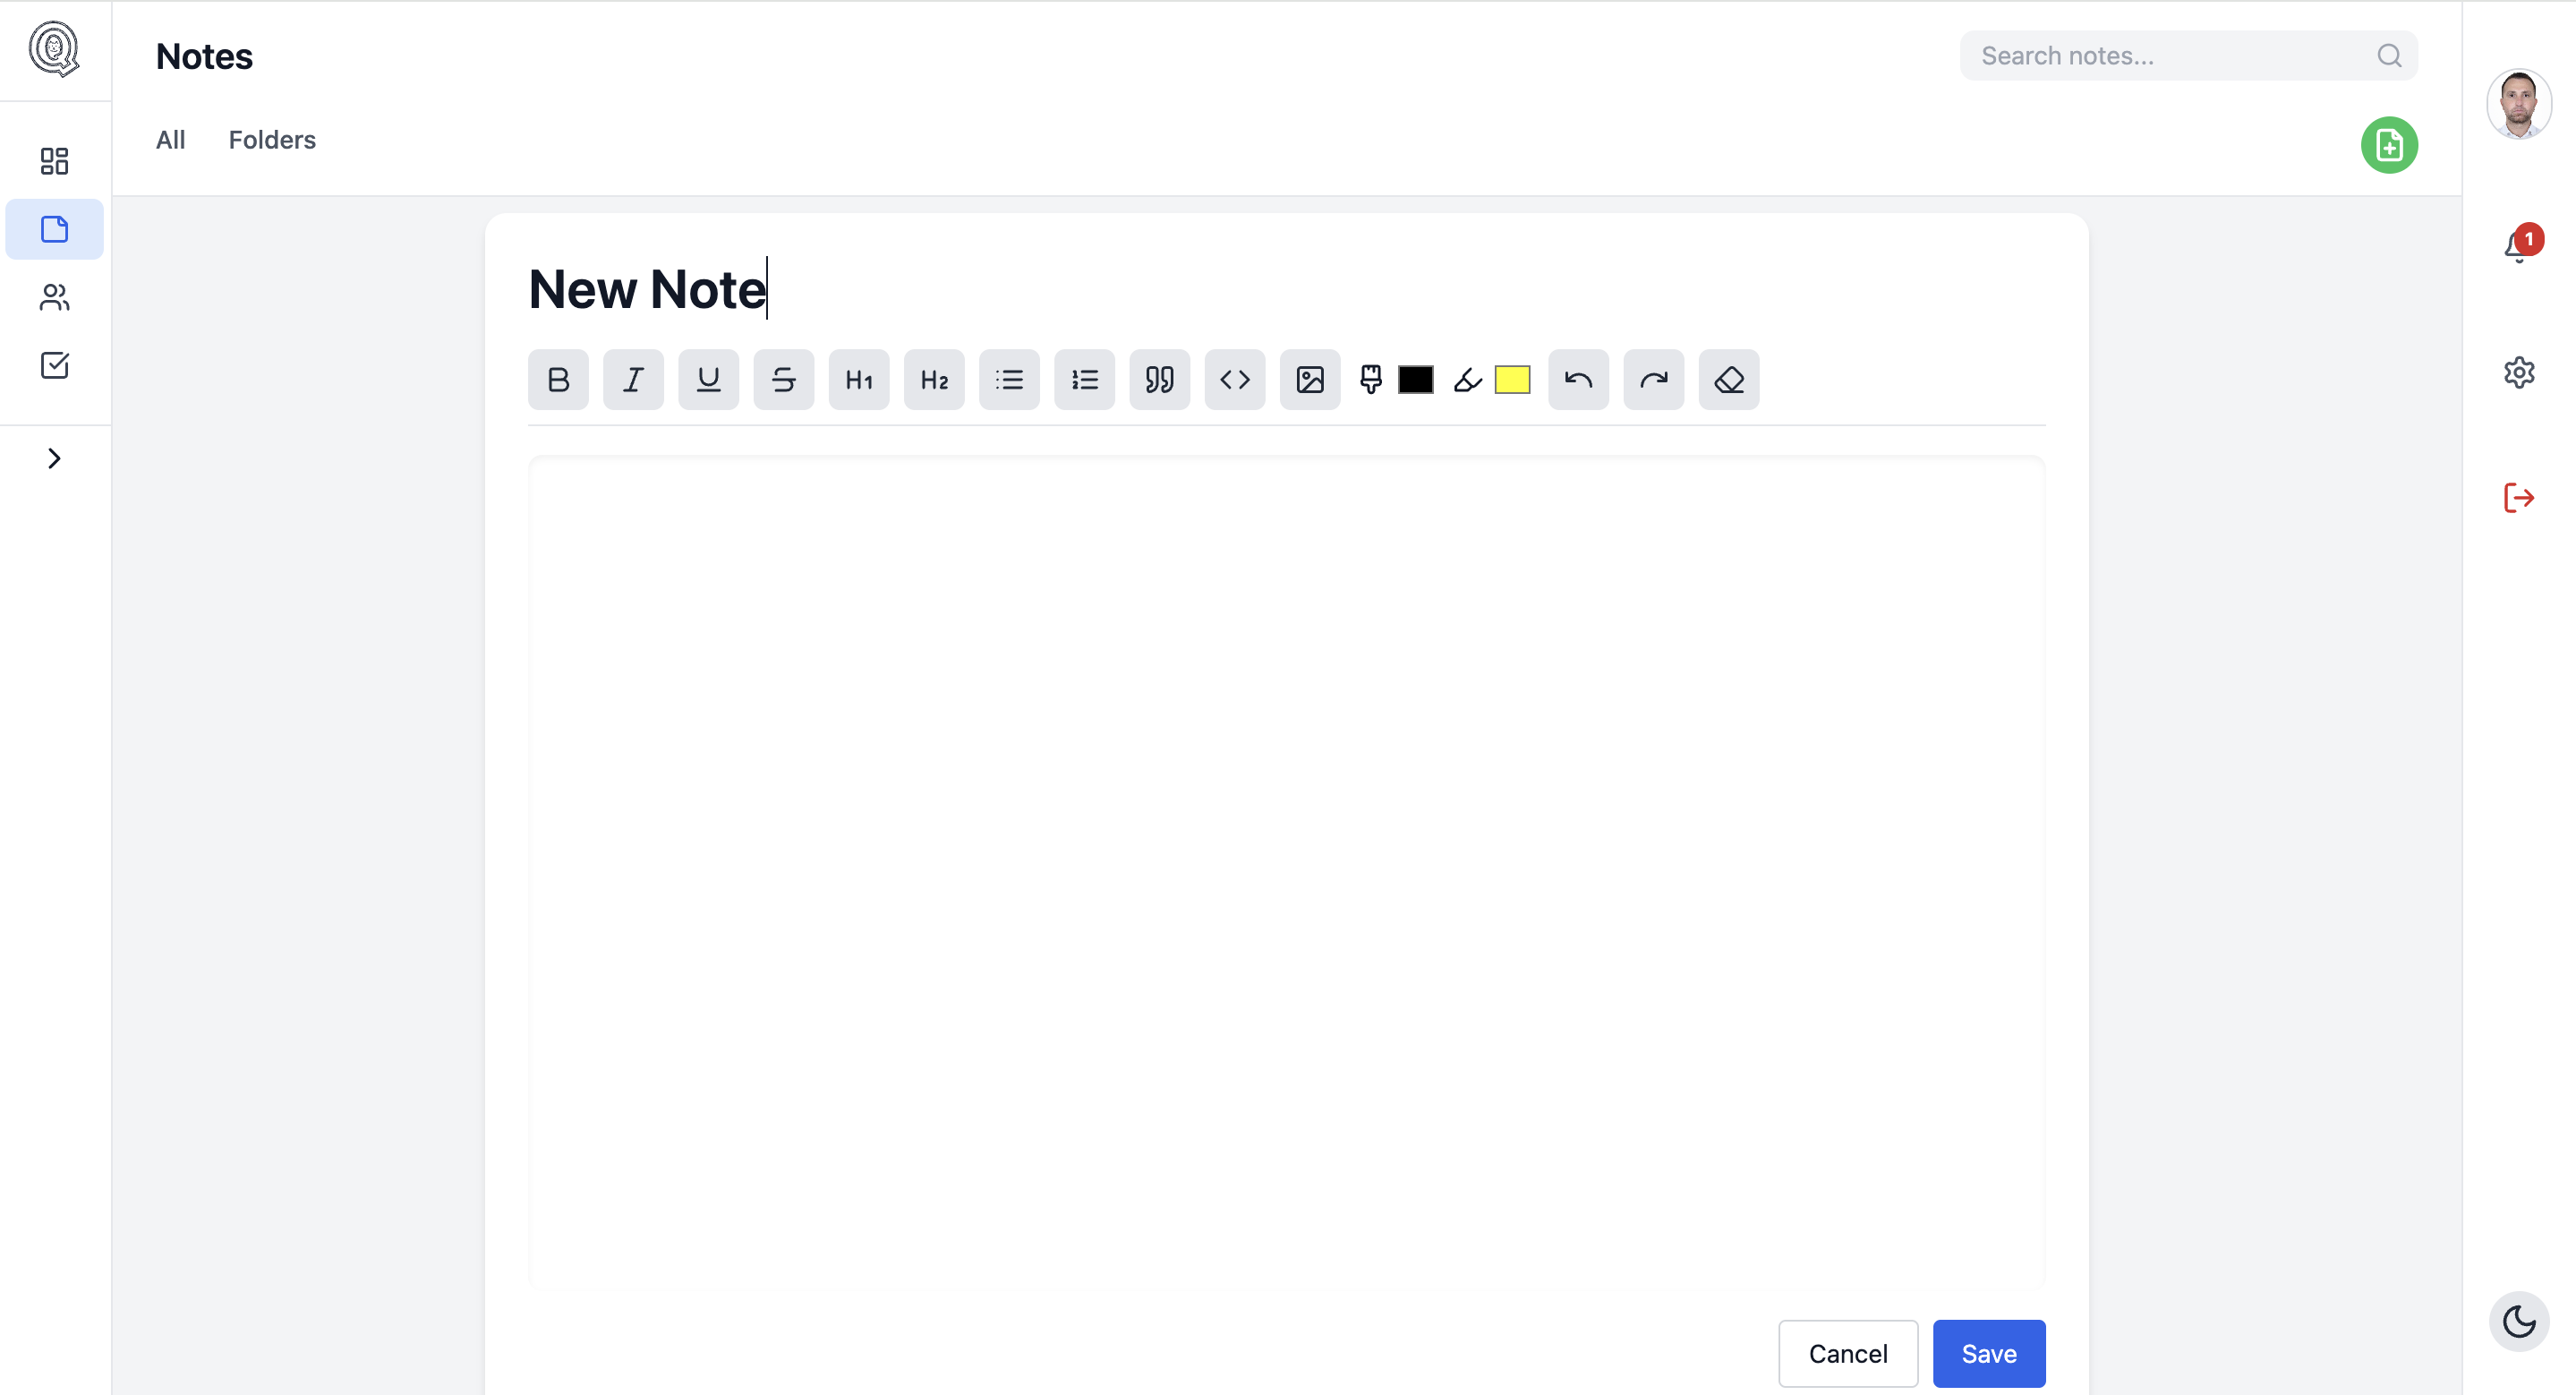 Notes
Search notes...
All
Folders
1
New Note
B I U S H1 H2
Cancel
Save